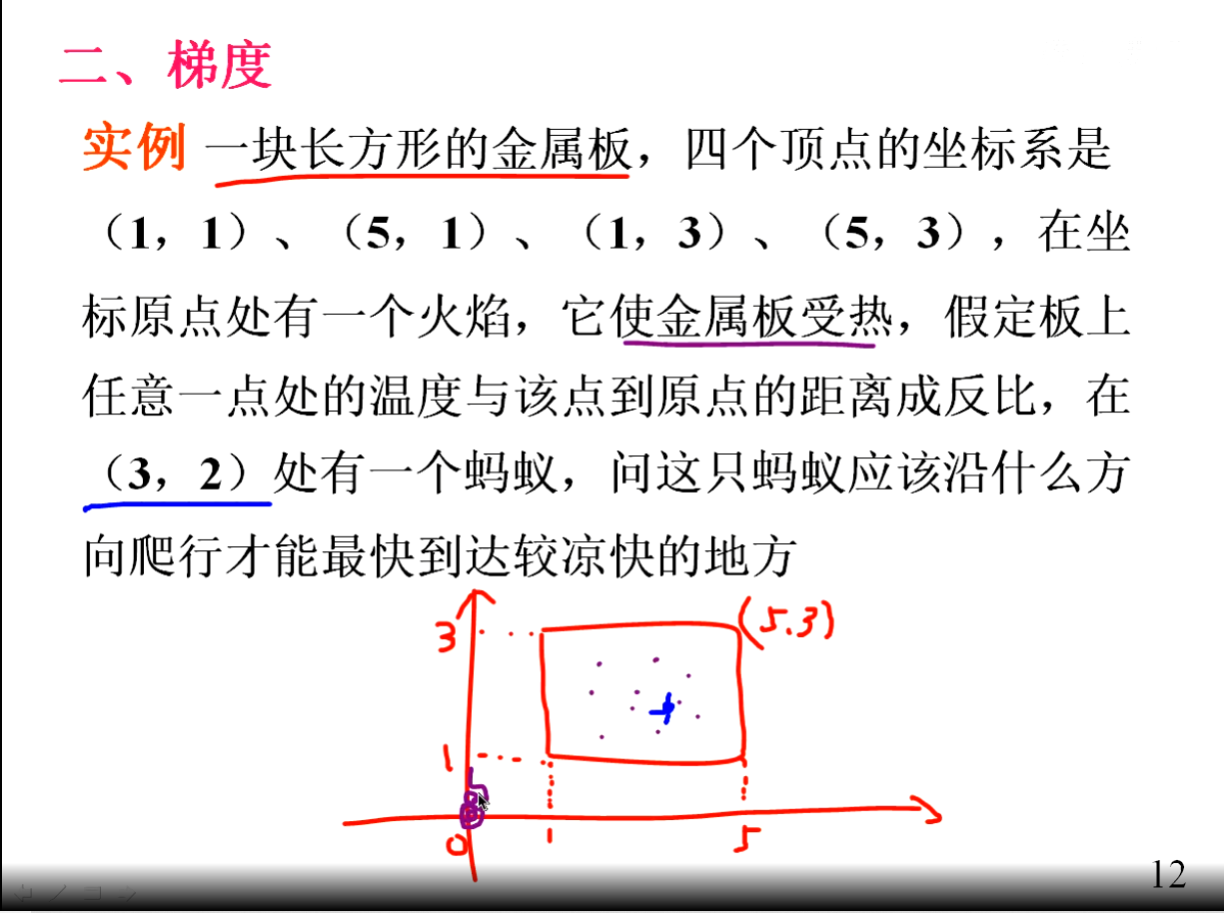 二、梯度
实例 一块长方形的金属板，四个顶点的坐标系是
（1，1）、（5，1）、（1，3）、（5，3），在坐
标原点处有一个火焰，它使金属板受热，假定板上
任意一点处的温度与该点到原点的距离成反比，在
（3，2）处有一个蚂蚁，问这只蚂蚁应该沿什么方
向爬行才能最快到达较凉快的地方
3 (5.3)
1
0 1 5
12